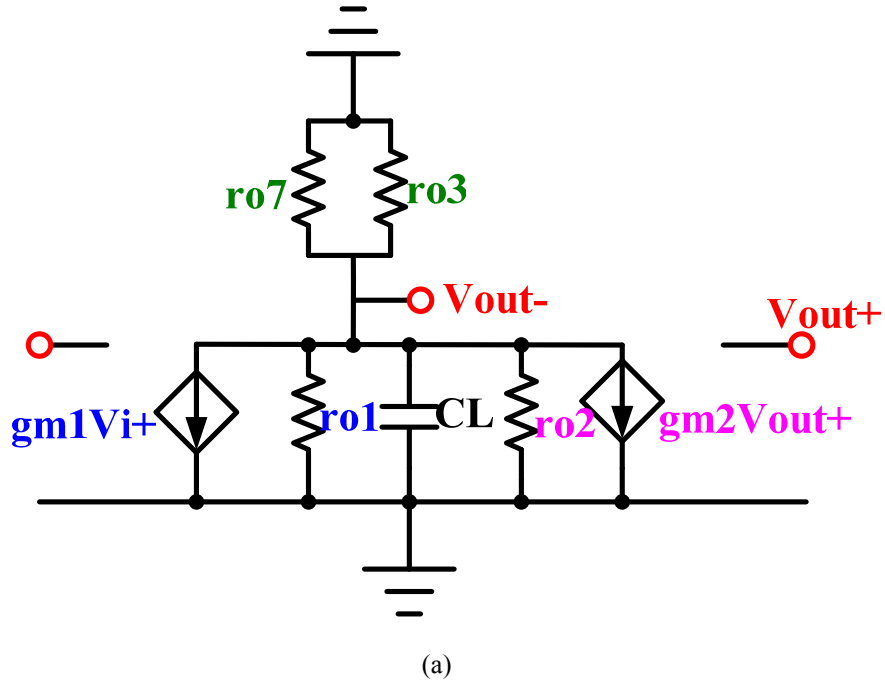 ro7
ro3
Vout-
Vout+
gm1Vi+
ro1
CL
ro2
gm2Vout+
(a)